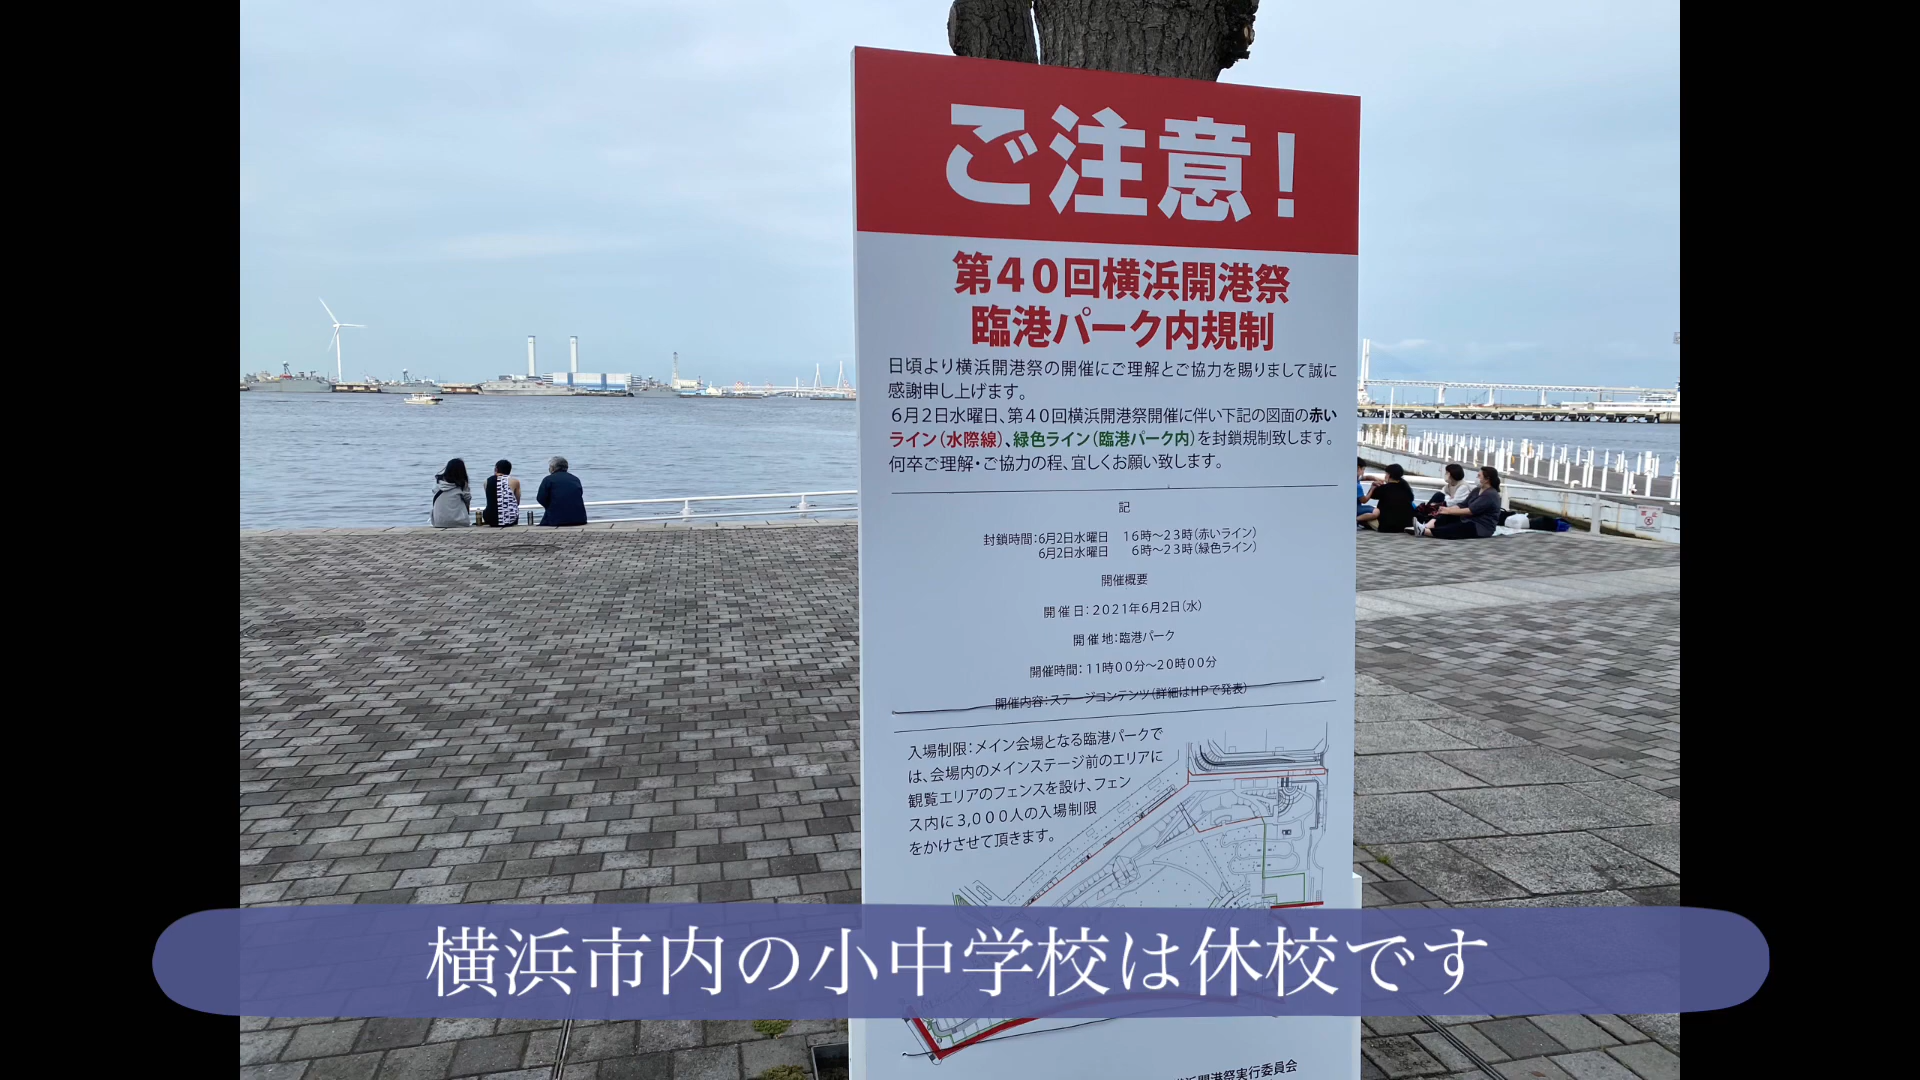 ご注意！
第４０回横浜開港祭
臨港パーク内規制
日頃より横浜開港祭の開催にご理解とご協力を賜りまして誠に
感謝申し上げます。
６月２日水曜日、第４０回横浜開港祭開催に伴い下記の図面の赤い
ライン（水際線）、緑色ライン（臨港パーク内）を封鎖規制致します。
何卒ご理解・ご協力の程、宜しくお願い致します。
記
封鎖時間：6月2日水曜日　１６時～２３時（赤いライン）
6月2日水曜日　６時～２３時（緑色ライン）
開催概要
開 催 日：２０２１年６月２日（水）
開 催 地：臨港パーク
開催時間：１１時００分～２０時００分
開催内容：ステージコンテンツ（詳細はＨＰで発表）
入場制限：メイン会場となる臨港パークで
は、会場内のメインステージ前のエリアに
観覧エリアのフェンスを設け、フェン
ス内に３,０００人の入場制限
をかけさせて頂きます。
横浜市内の小中学校は休校です
開港祭実行委員会